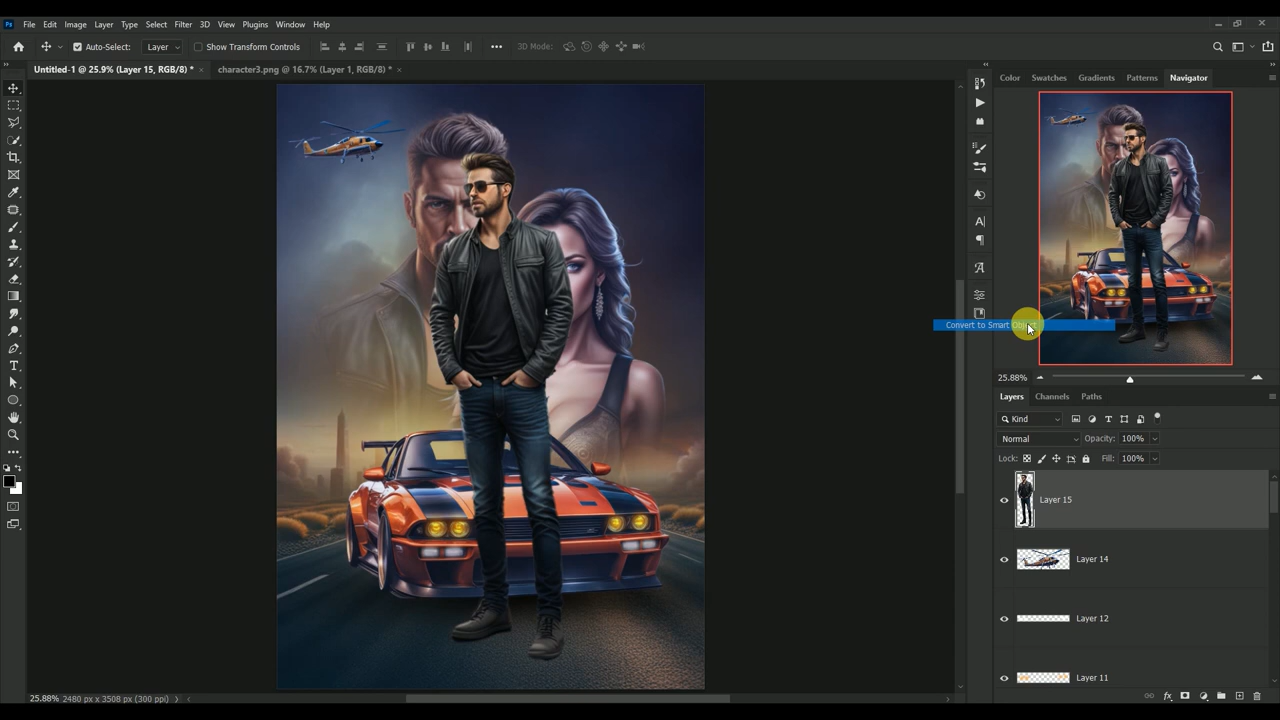 Ps File Edit Image Layer Type Select Filter 3D View Plugins Window Help
Auto-Select: Layer Show Transform Controls 3D Mode:
Untitled-1 @ 25.9% (Layer 15, RGB/8) * × character3.png @ 16.7% (Layer 1, RGB/8) * ×
Color Swatches Gradients Patterns Navigator
Convert to Smart Object
25.88%
Layers Channels Paths
Kind
Normal Opacity: 100%
Lock: Fill: 100%
Layer 15
Layer 14
Layer 12
Layer 11
25.88% 2480 px x 3508 px (300 ppi)